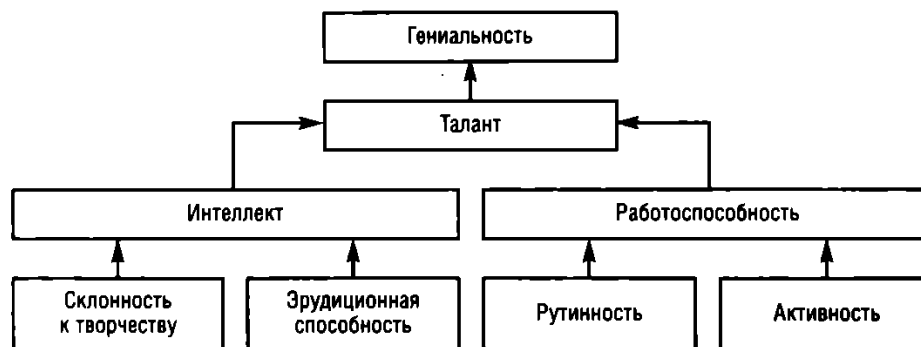 Гениальность
Талант
Интеллект
Работоспособность
Склонность
к творчеству
Эрудиционная
способность
Рутинность
Активность